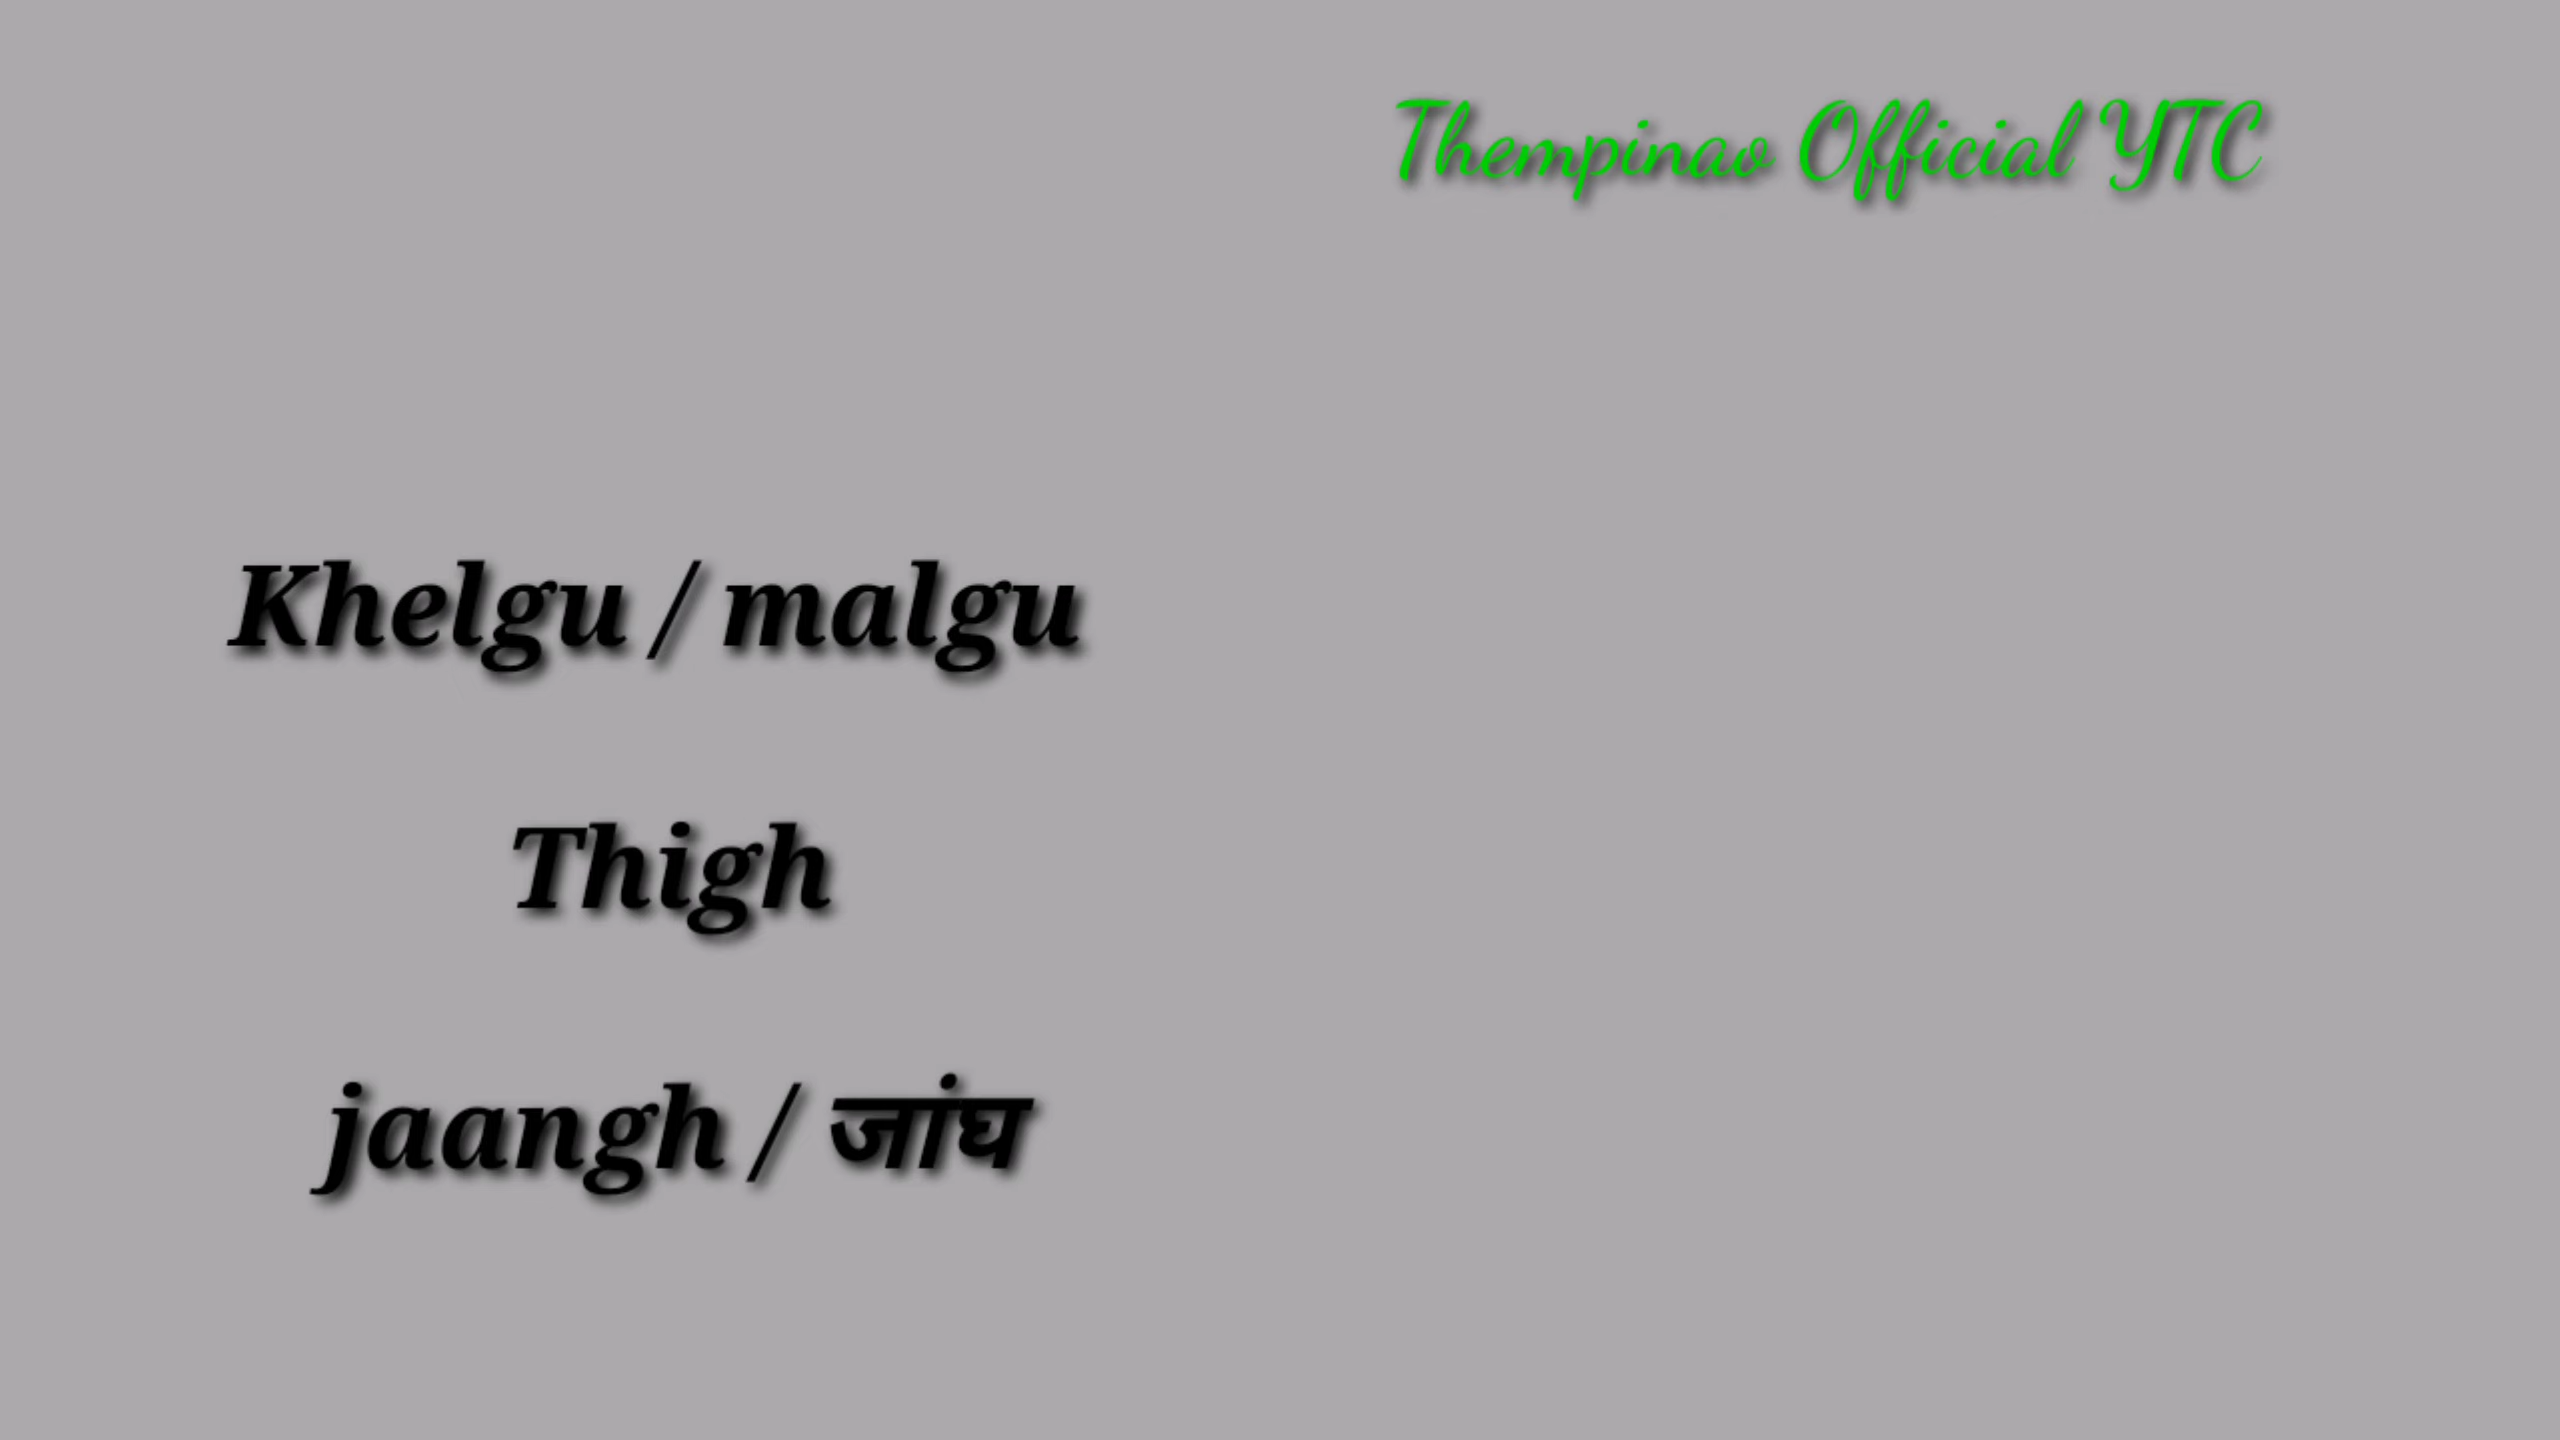 Thempinao Official YTC
Khelgu / malgu
Thigh
jaangh / जांघ